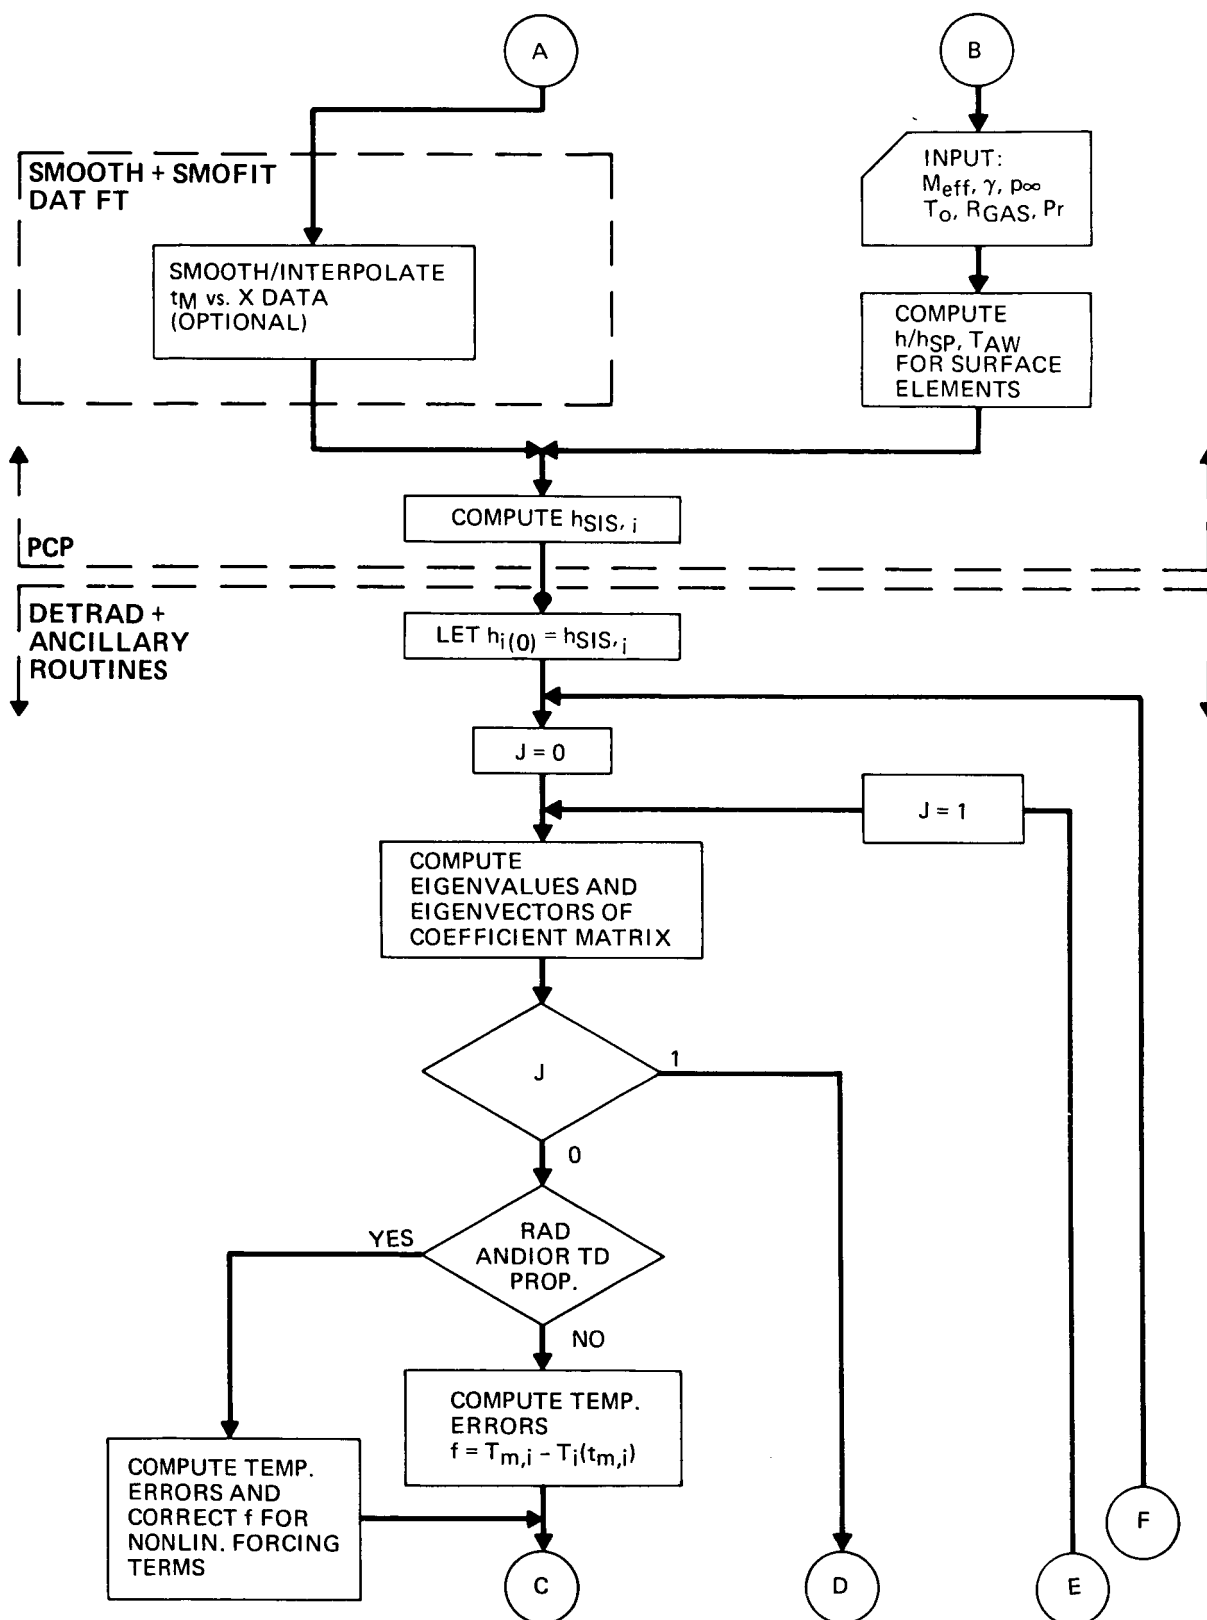 A
B
SMOOTH + SMOFIT
DAT FT
SMOOTH/INTERPOLATE
tM vs. X DATA
(OPTIONAL)
INPUT:
Meff, γ, p∞
To, RGAS, Pr
COMPUTE
h/hSP, TAW
FOR SURFACE
ELEMENTS
COMPUTE hSIS, i
PCP
DETRAD +
ANCILLARY
ROUTINES
LET hi(0) = hSIS, i
J = 0
J = 1
COMPUTE
EIGENVALUES AND
EIGENVECTORS OF
COEFFICIENT MATRIX
J
1
0
RAD
ANDIOR TD
PROP.
YES
NO
COMPUTE TEMP.
ERRORS
f = Tm,i – Ti(tm,i)
COMPUTE TEMP.
ERRORS AND
CORRECT f FOR
NONLIN. FORCING
TERMS
C
D
E
F